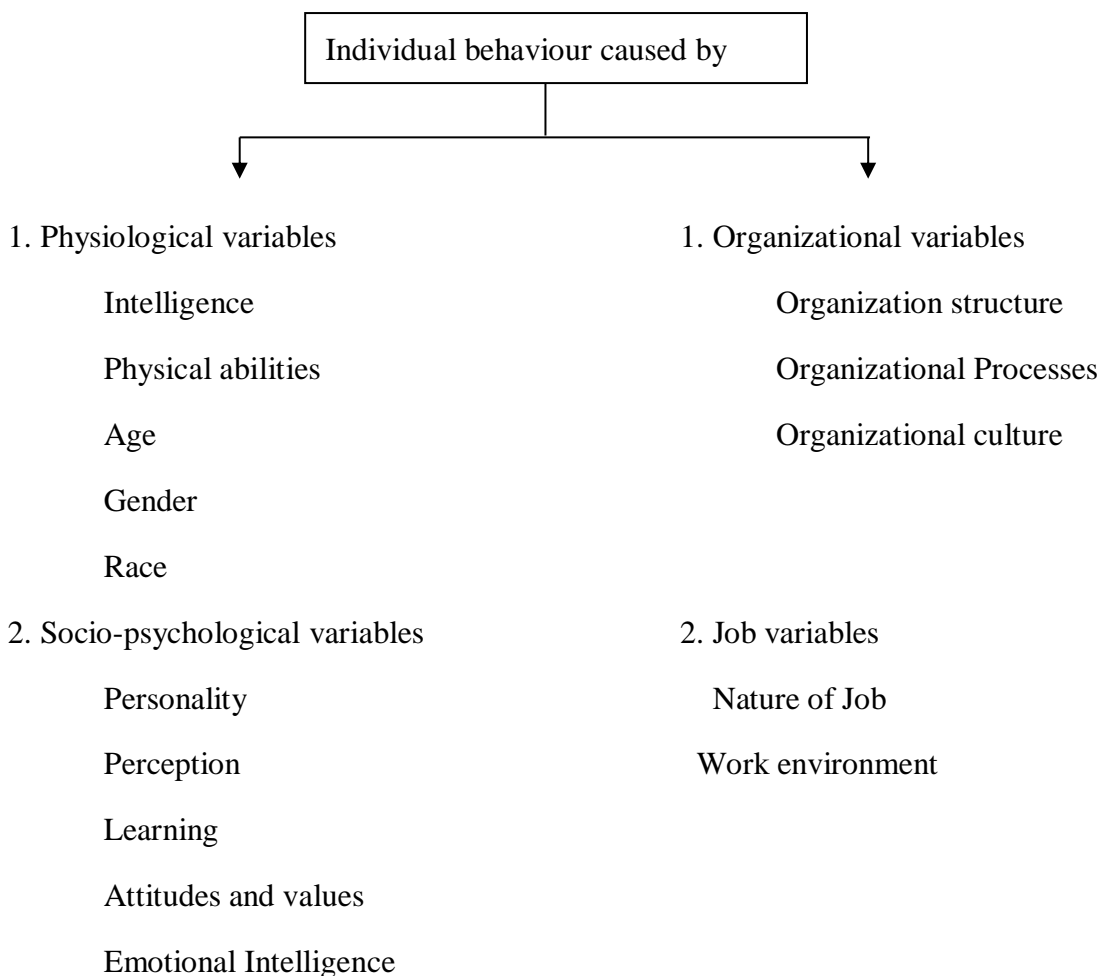 Individual behaviour caused by
1. Physiological variables
Intelligence
Physical abilities
Age
Gender
Race
2. Socio-psychological variables
Personality
Perception
Learning
Attitudes and values
Emotional Intelligence
1. Organizational variables
Organization structure
Organizational Processes
Organizational culture
2. Job variables
Nature of Job
Work environment